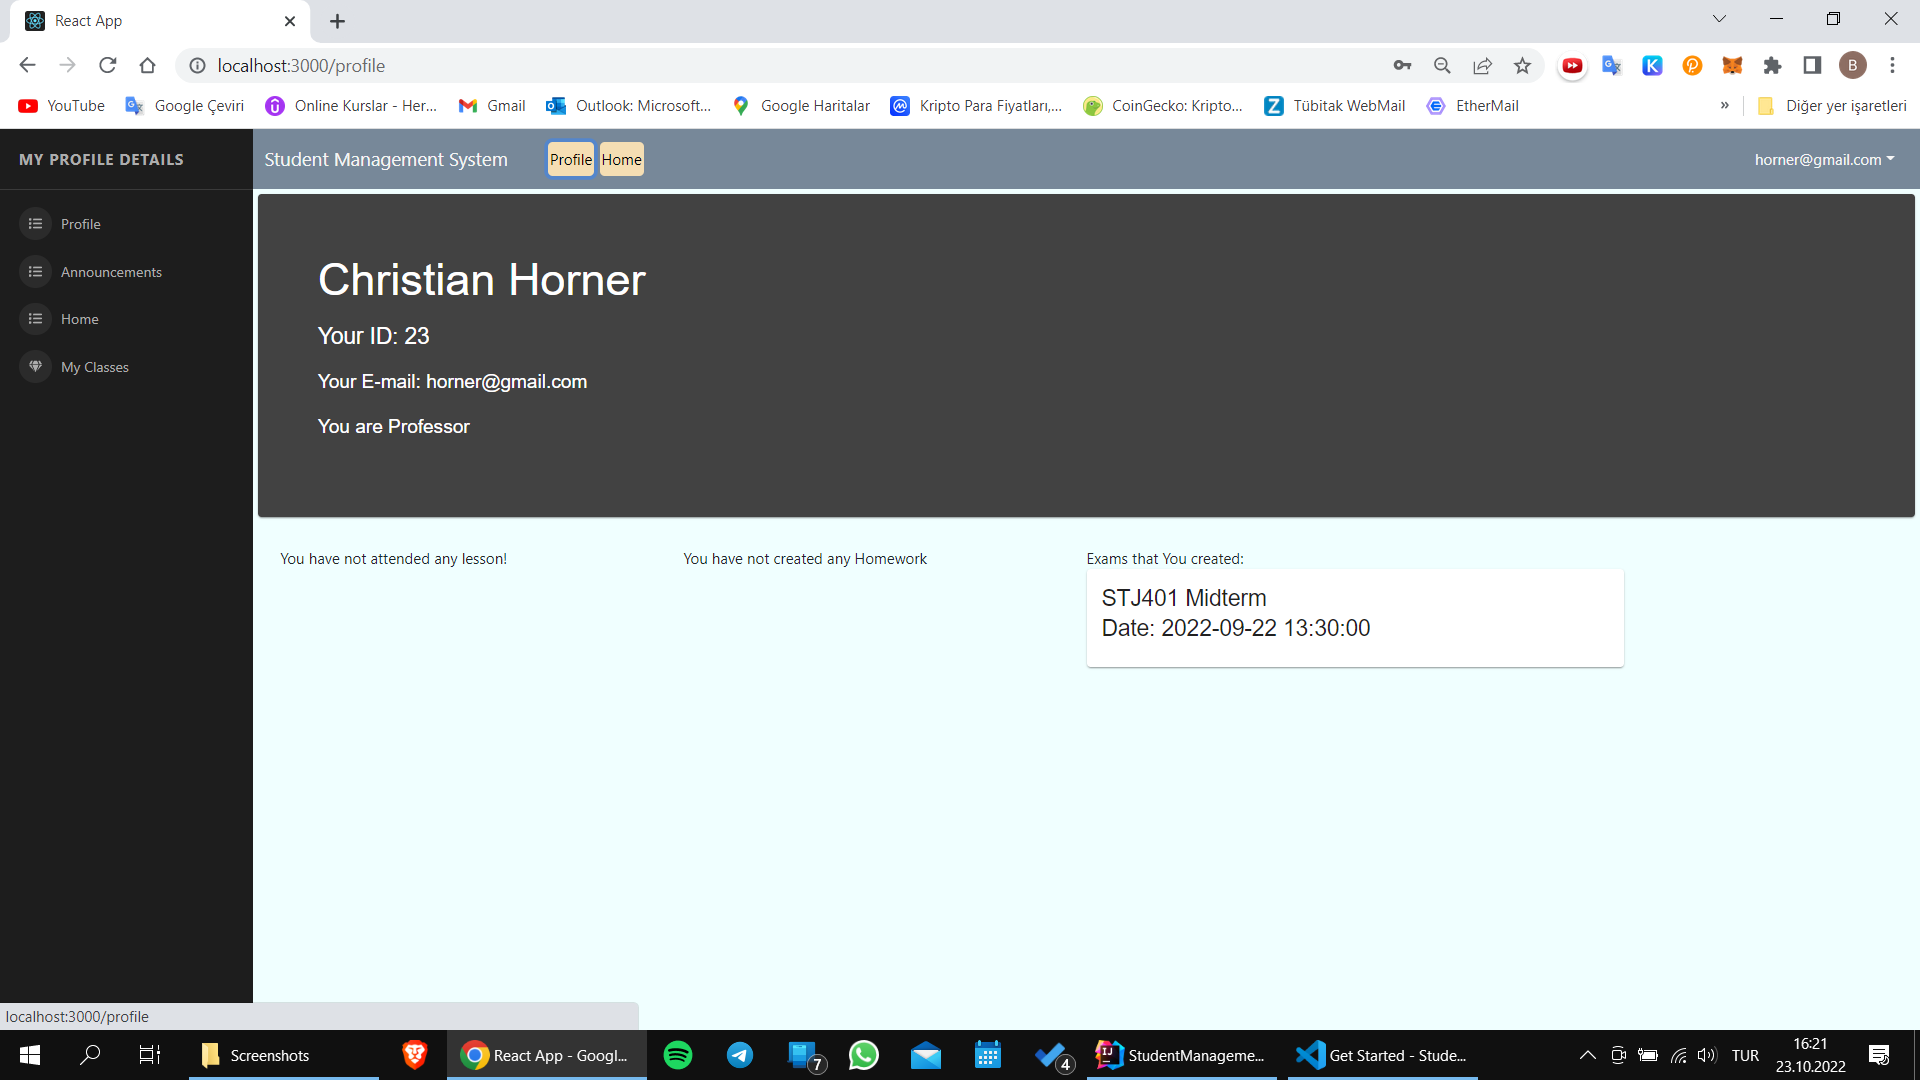 React App
localhost:3000/profile
YouTube
Google Çeviri
Online Kurslar - Her...
Gmail
Outlook: Microsoft...
Google Haritalar
Kripto Para Fiyatları,...
CoinGecko: Kripto...
Tübitak WebMail
EtherMail
»
Diğer yer işaretleri
B
MY PROFILE DETAILS
Profile
Announcements
Home
My Classes
Student Management System
Profile
Home
horner@gmail.com
Christian Horner
Your ID: 23
Your E-mail: horner@gmail.com
You are Professor
You have not attended any lesson!
You have not created any Homework
Exams that You created:
STJ401 Midterm
Date: 2022-09-22 13:30:00
localhost:3000/profile
Screenshots
React App - Googl...
7
4
StudentManageme...
Get Started - Stude...
TUR
16:21
23.10.2022